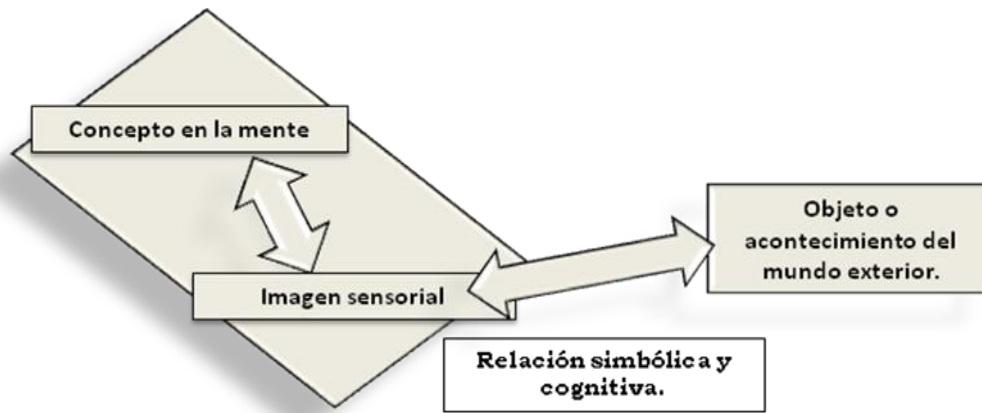 Concepto en la mente
Imagen sensorial
Objeto o
acontecimiento del
mundo exterior.
Relación simbólica y
cognitiva.